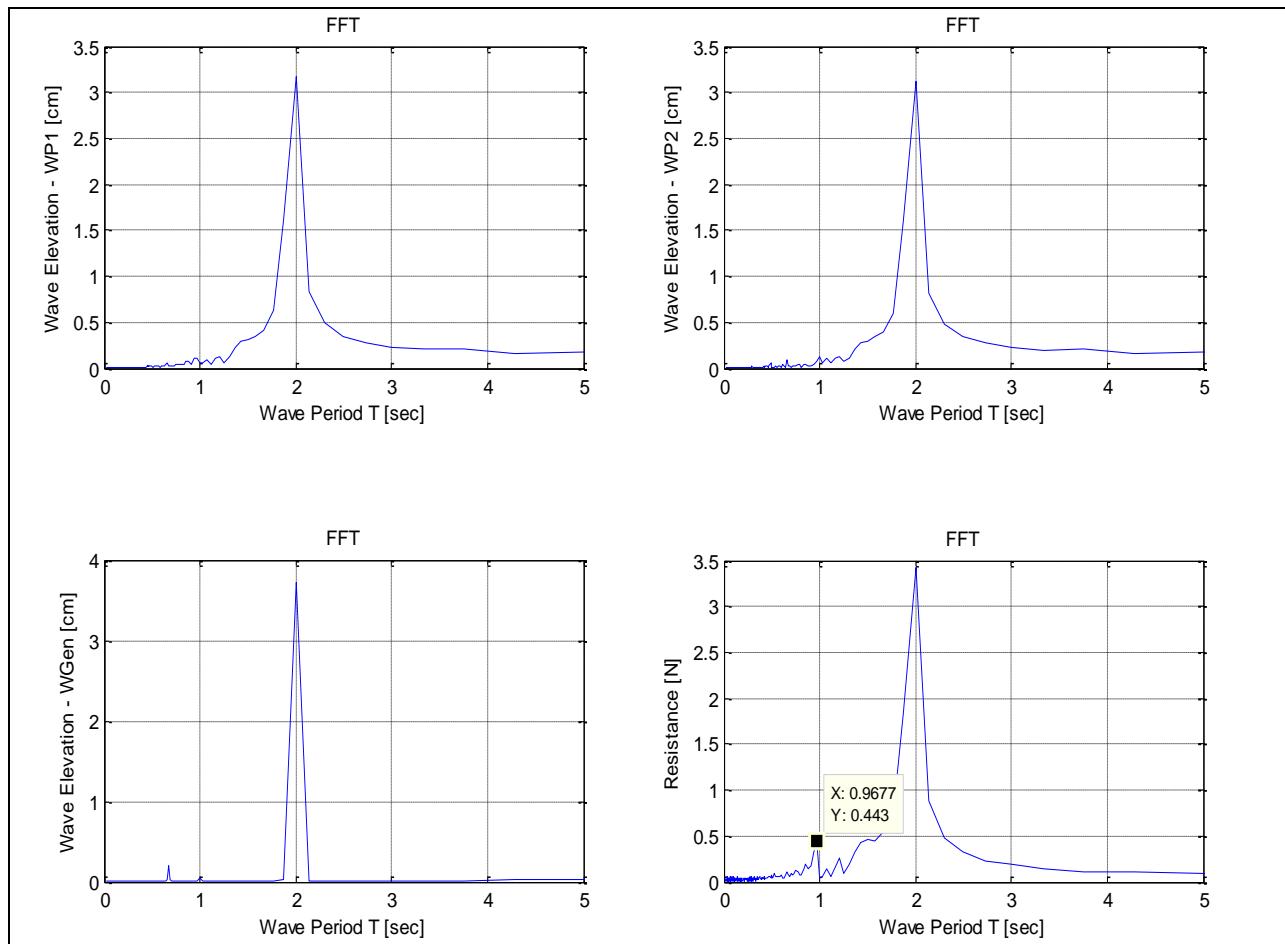 FFT
3.5
3
2.5
2
1.5
1
0.5
0
Wave Elevation - WP1 [cm]
0 1 2 3 4 5
Wave Period T [sec]
FFT
3.5
3
2.5
2
1.5
1
0.5
0
Wave Elevation - WP2 [cm]
0 1 2 3 4 5
Wave Period T [sec]
FFT
4
3
2
1
0
Wave Elevation - WGen [cm]
0 1 2 3 4 5
Wave Period T [sec]
FFT
3.5
3
2.5
2
1.5
1
0.5
0
Resistance [N]
X: 0.9677
Y: 0.443
0 1 2 3 4 5
Wave Period T [sec]